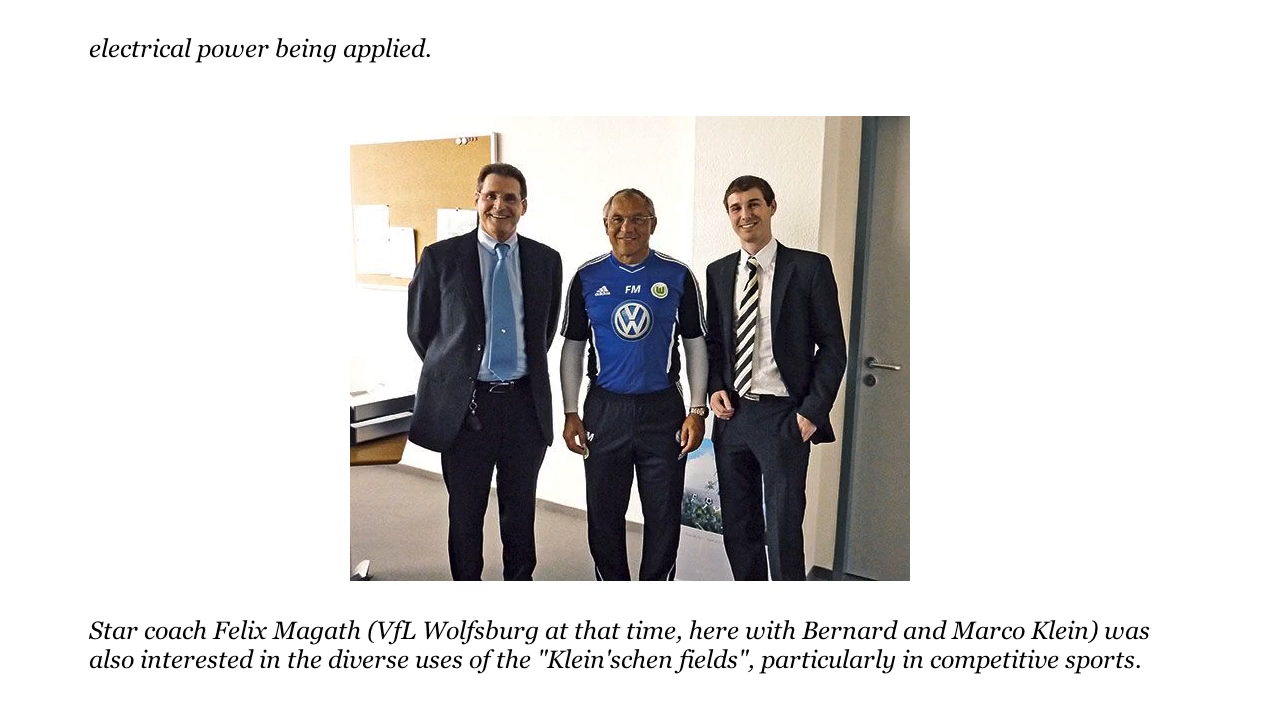 electrical power being applied.
FM
M
Star coach Felix Magath (VfL Wolfsburg at that time, here with Bernard and Marco Klein) was
also interested in the diverse uses of the "Klein'schen fields", particularly in competitive sports.